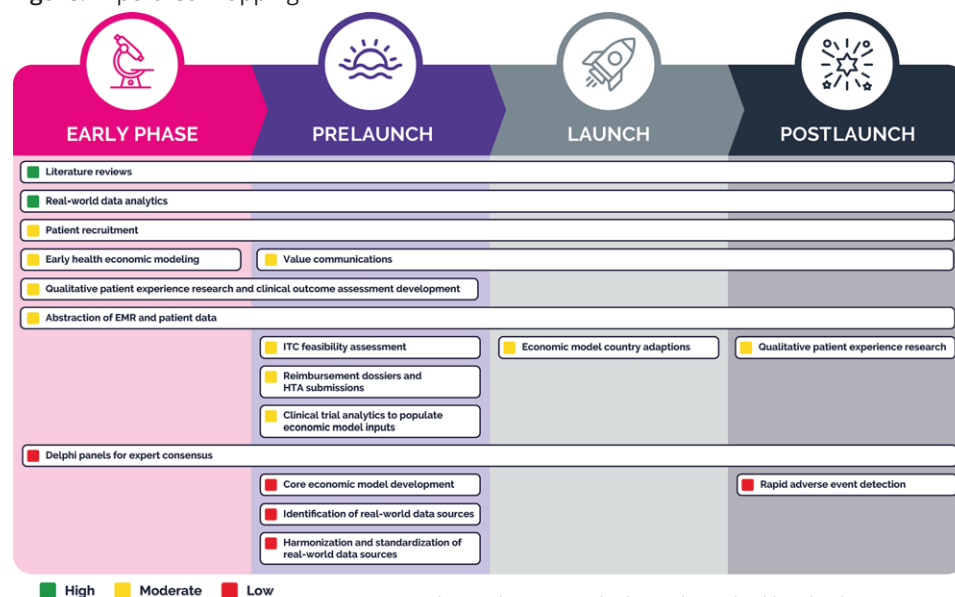 EARLY PHASE
PRELAUNCH
LAUNCH
POSTLAUNCH
Literature reviews
Real-world data analytics
Patient recruitment
Early health economic modeling
Value communications
Qualitative patient experience research and clinical outcome assessment development
Abstraction of EMR and patient data
ITC feasibility assessment
Economic model country adaptions
Qualitative patient experience research
Reimbursement dossiers and
HTA submissions
Clinical trial analytics to populate
economic model inputs
Delphi panels for expert consensus
Core economic model development
Rapid adverse event detection
Identification of real-world data sources
Harmonization and standardization of
real-world data sources
High
Moderate
Low